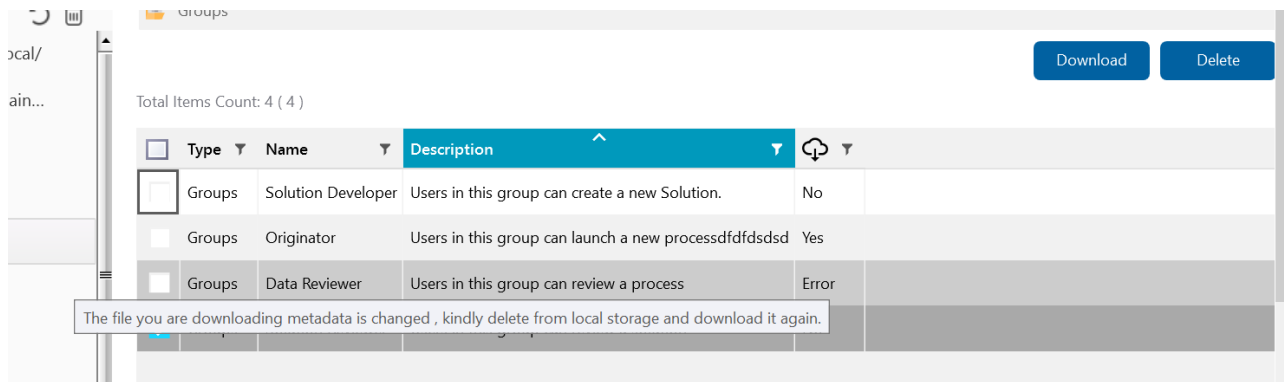 Groups
ocal/
Download Delete
ain...
Total Items Count: 4 ( 4 )
Type Name Description
Groups Solution Developer Users in this group can create a new Solution. No
Groups Originator Users in this group can launch a new processdfdfdsdsd Yes
Groups Data Reviewer Users in this group can review a process Error
The file you are downloading metadata is changed , kindly delete from local storage and download it again.